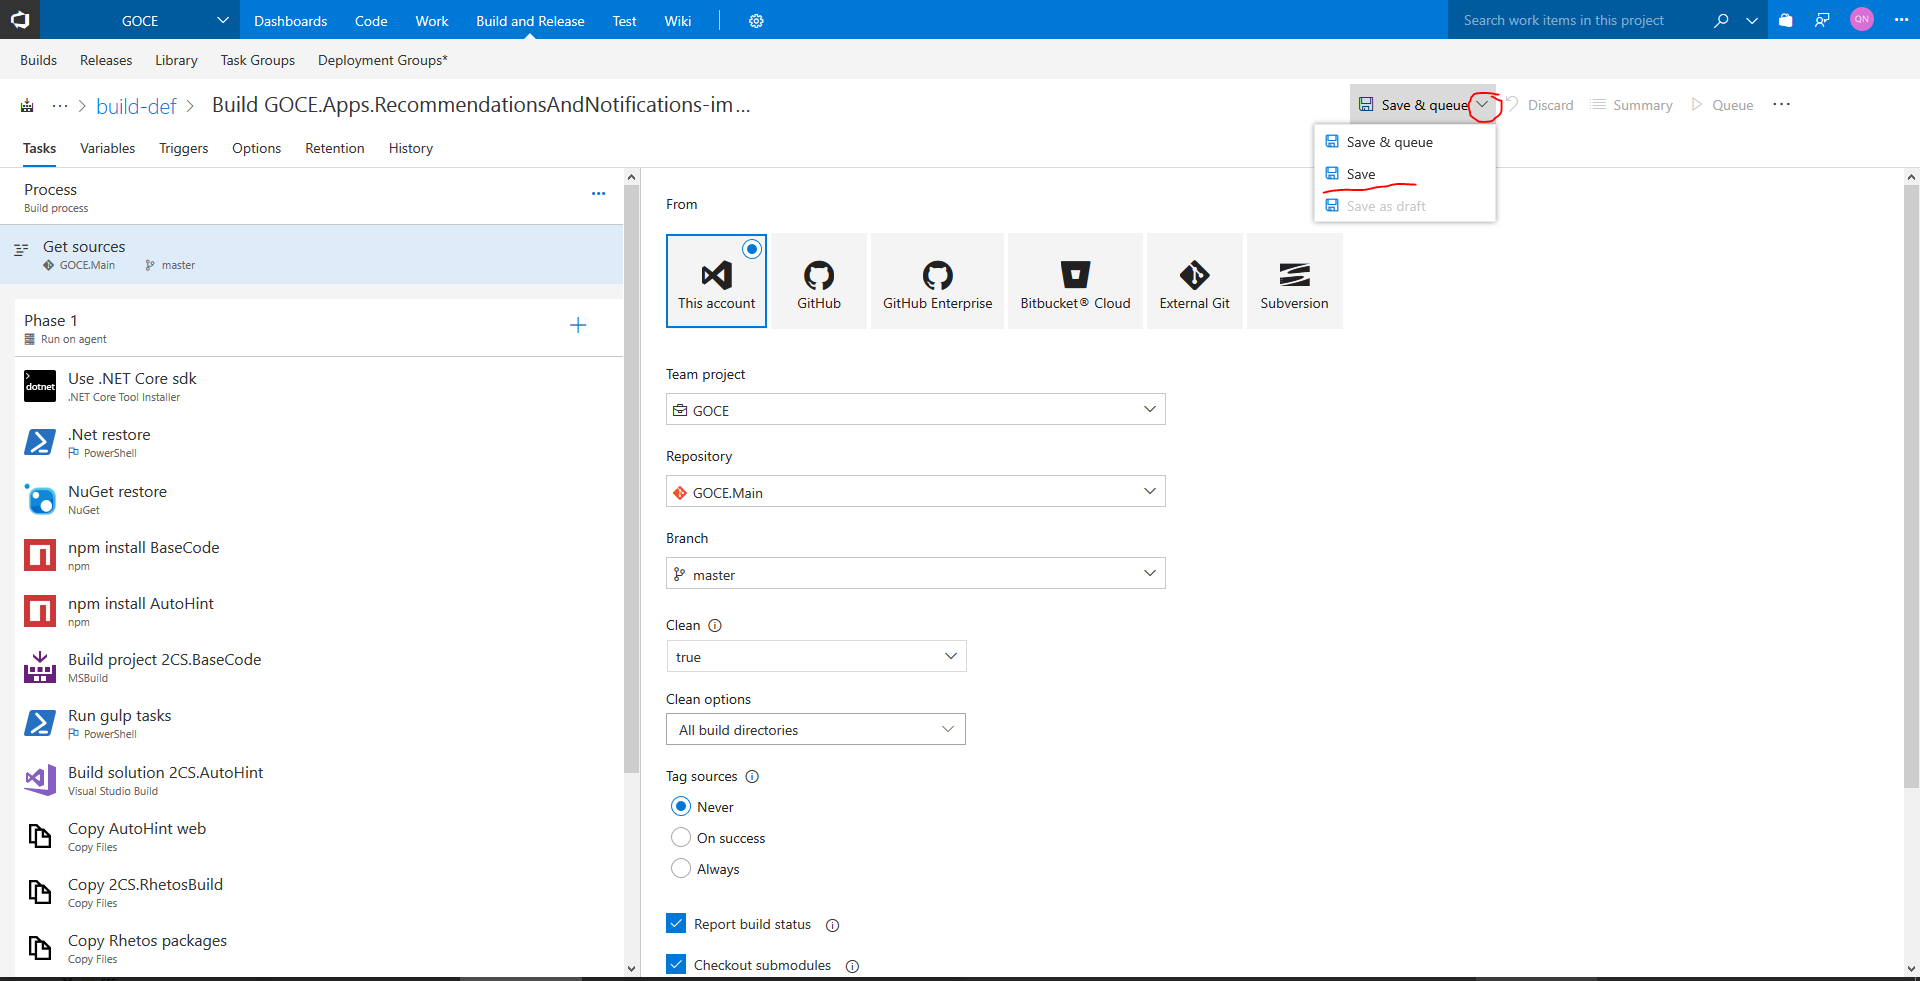 GOCE Dashboards Code Work Build and Release Test Wiki Search work items in this project QN
Builds Releases Library Task Groups Deployment Groups*
build-def Build GOCE.Apps.RecommendationsAndNotifications-im... Save & queue Discard Summary Queue
Save & queue
Save
Save as draft
Tasks Variables Triggers Options Retention History
Process
Build process
Get sources
GOCE.Main master
Phase 1
Run on agent
dotnet
Use .NET Core sdk
.NET Core Tool Installer
.Net restore
PowerShell
NuGet restore
NuGet
npm install BaseCode
npm
npm install AutoHint
npm
Build project 2CS.BaseCode
MSBuild
Run gulp tasks
PowerShell
Build solution 2CS.AutoHint
Visual Studio Build
Copy AutoHint web
Copy Files
Copy 2CS.RhetosBuild
Copy Files
Copy Rhetos packages
Copy Files
From
This account GitHub GitHub Enterprise Bitbucket® Cloud External Git Subversion
Team project
GOCE
Repository
GOCE.Main
Branch
master
Clean
true
Clean options
All build directories
Tag sources
Never
On success
Always
Report build status
Checkout submodules